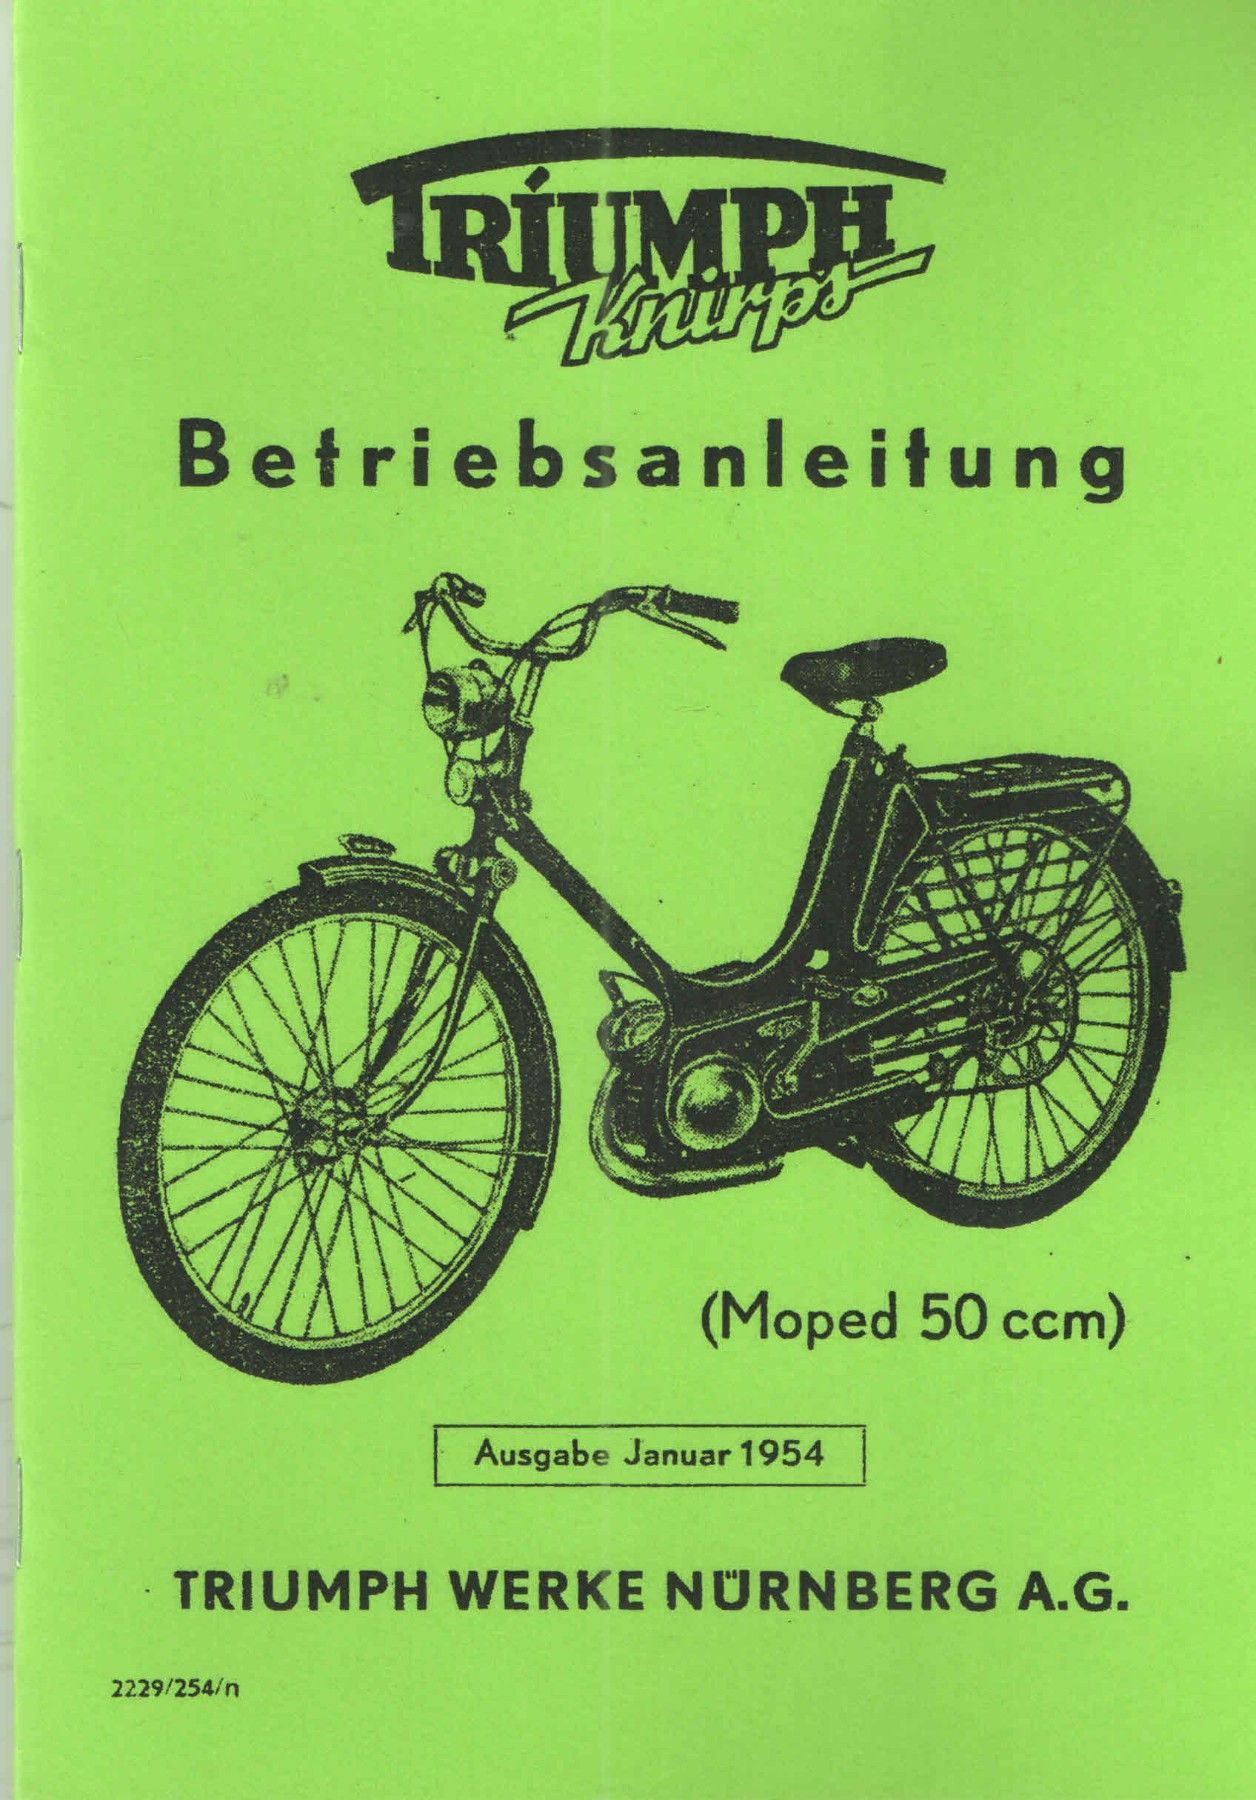 TRIUMPH
Knirps
Betriebsanleitung
(Moped 50 ccm)
Ausgabe Januar 1954
TRIUMPH WERKE NÜRNBERG A.G.
2229/254/n